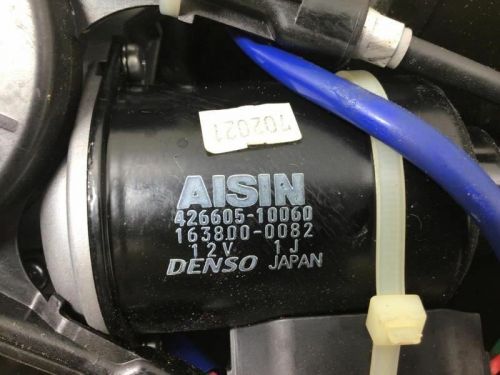 702021
AISIN
426605-10060
163800-0082
12V 1J
DENSO JAPAN